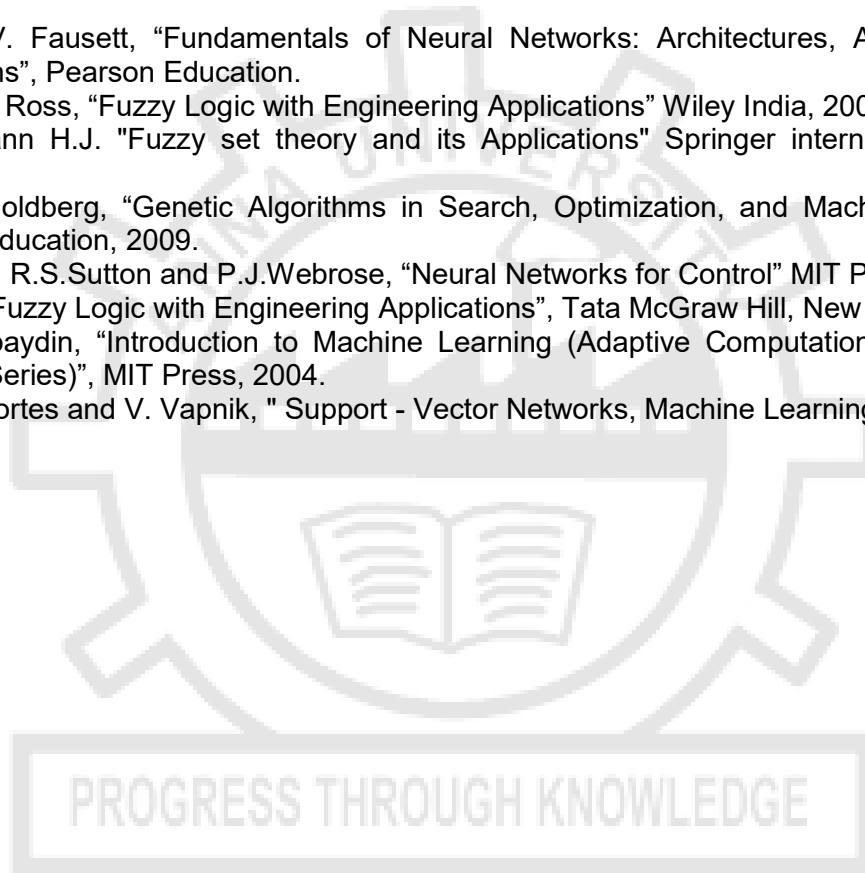 V. Fausett, “Fundamentals of Neural Networks: Architectures, A
ns”, Pearson Education.
Ross, “Fuzzy Logic with Engineering Applications” Wiley India, 200
ann H.J. "Fuzzy set theory and its Applications" Springer intern
oldberg, “Genetic Algorithms in Search, Optimization, and Mach
ducation, 2009.
R.S.Sutton and P.J.Webrose, “Neural Networks for Control” MIT P
Fuzzy Logic with Engineering Applications”, Tata McGraw Hill, New
paydin, “Introduction to Machine Learning (Adaptive Computation
Series)”, MIT Press, 2004.
ortes and V. Vapnik, " Support - Vector Networks, Machine Learning
NA UNIVERSIT
PROGRESS THROUGH KNOWLEDGE